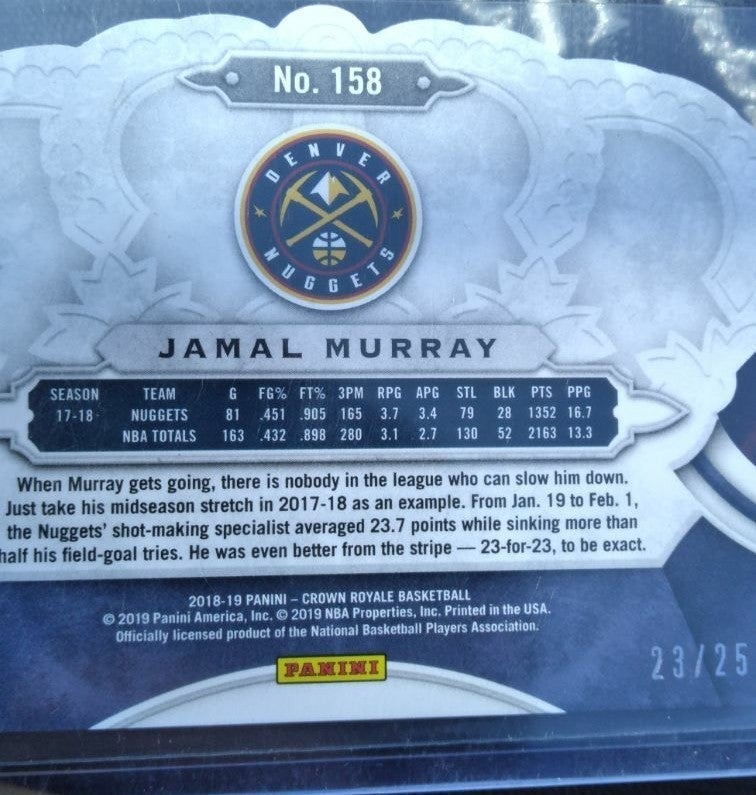 No. 158
DENVER
NUGGETS
JAMAL MURRAY
SEASON TEAM G FG% FT% 3PM RPG APG STL BLK PTS PPG
17-18 NUGGETS 81 .451 .905 165 3.7 3.4 79 28 1352 16.7
NBA TOTALS 163 .432 .898 280 3.1 2.7 130 52 2163 13.3
When Murray gets going, there is nobody in the league who can slow him down.
Just take his midseason stretch in 2017-18 as an example. From Jan. 19 to Feb. 1,
the Nuggets' shot-making specialist averaged 23.7 points while sinking more than
half his field-goal tries. He was even better from the stripe — 23-for-23, to be exact.
2018-19 PANINI – CROWN ROYALE BASKETBALL
© 2019 Panini America, Inc. © 2019 NBA Properties, Inc. Printed in the USA.
Officially licensed product of the National Basketball Players Association.
PANINI
23/25